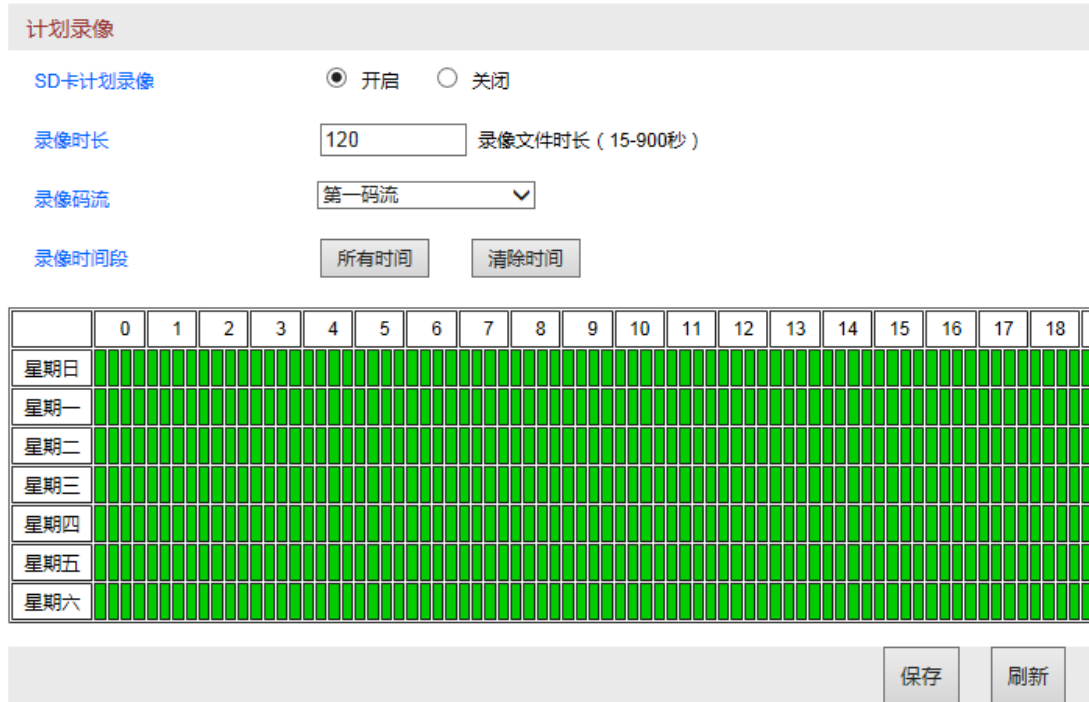 计划录像
SD卡计划录像 开启 关闭
录像时长 120 录像文件时长（15-900秒）
录像码流 第一码流
录像时间段 所有时间 清除时间
0 1 2 3 4 5 6 7 8 9 10 11 12 13 14 15 16 17 18
星期日
星期一
星期二
星期三
星期四
星期五
星期六
保存 刷新